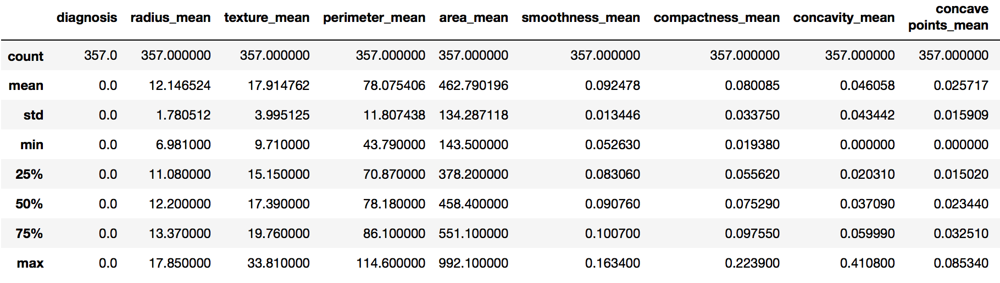 diagnosis radius_mean texture_mean perimeter_mean area_mean smoothness_mean compactness_mean concavity_mean concave points_mean
count 357.0 357.000000 357.000000 357.000000 357.000000 357.000000 357.000000 357.000000 357.000000
mean 0.0 12.146524 17.914762 78.075406 462.790196 0.092478 0.080085 0.046058 0.025717
std 0.0 1.780512 3.995125 11.807438 134.287118 0.013446 0.033750 0.043442 0.015909
min 0.0 6.981000 9.710000 43.790000 143.500000 0.052630 0.019380 0.000000 0.000000
25% 0.0 11.080000 15.150000 70.870000 378.200000 0.083060 0.055620 0.020310 0.015020
50% 0.0 12.200000 17.390000 78.180000 458.400000 0.090760 0.075290 0.037090 0.023440
75% 0.0 13.370000 19.760000 86.100000 551.100000 0.100700 0.097550 0.059990 0.032510
max 0.0 17.850000 33.810000 114.600000 992.100000 0.163400 0.223900 0.410800 0.085340